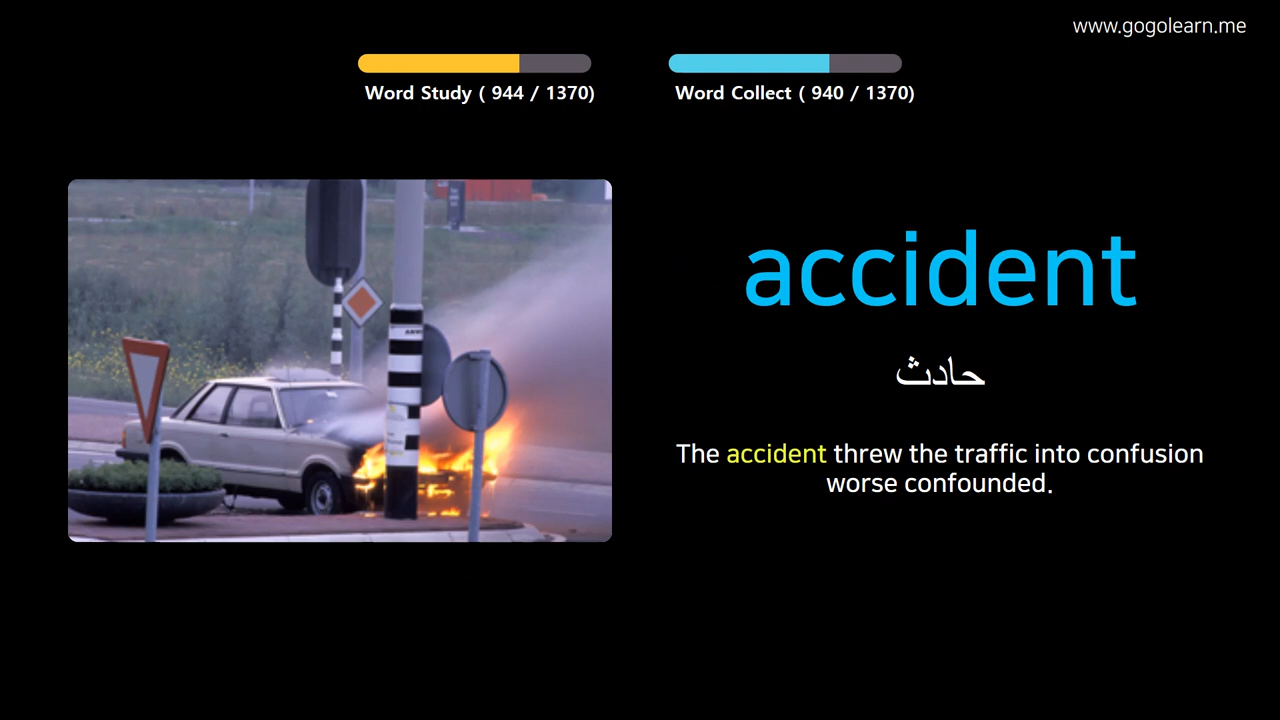 www.gogolearn.me
Word Study ( 944 / 1370)
Word Collect ( 940 / 1370)
accident
حادث
The accident threw the traffic into confusion
worse confounded.